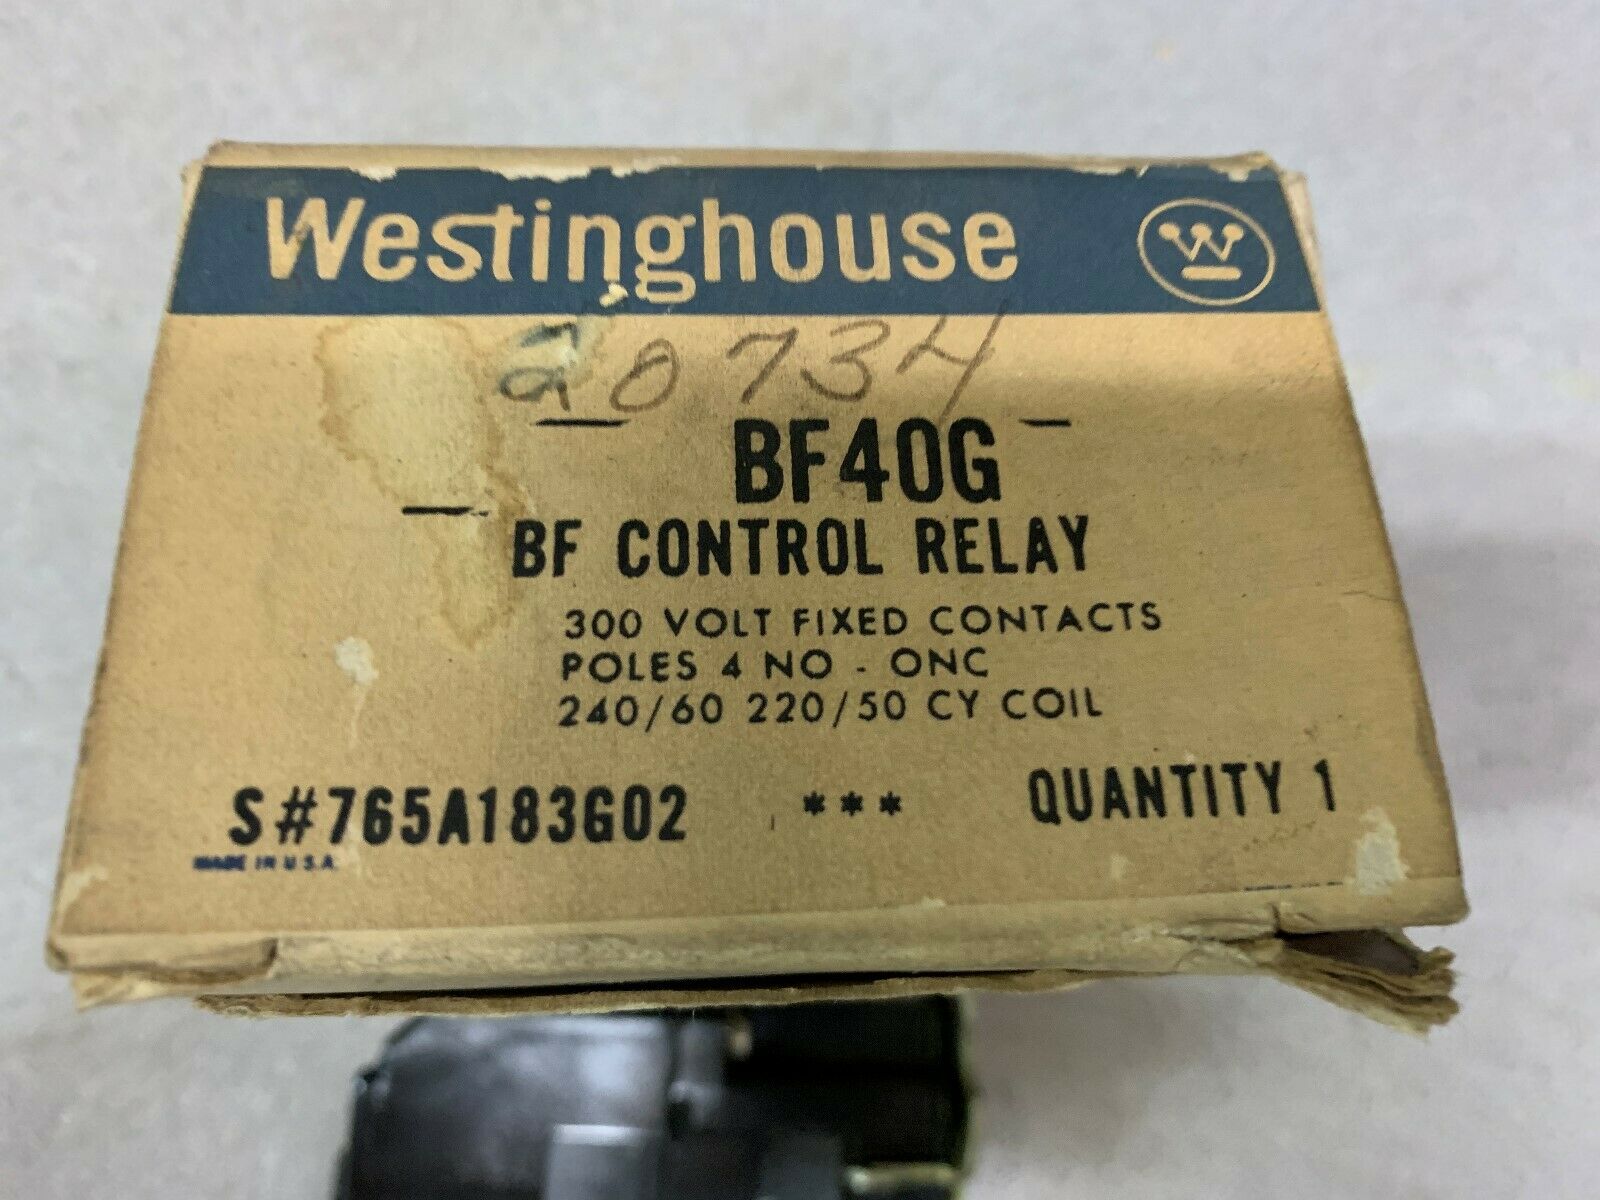 Westinghouse
W
20734
BF40G
BF CONTROL RELAY
300 VOLT FIXED CONTACTS
POLES 4 NO - ONC
240/60 220/50 CY COIL
S#765A183G02 *** QUANTITY 1
MADE IN U.S.A.